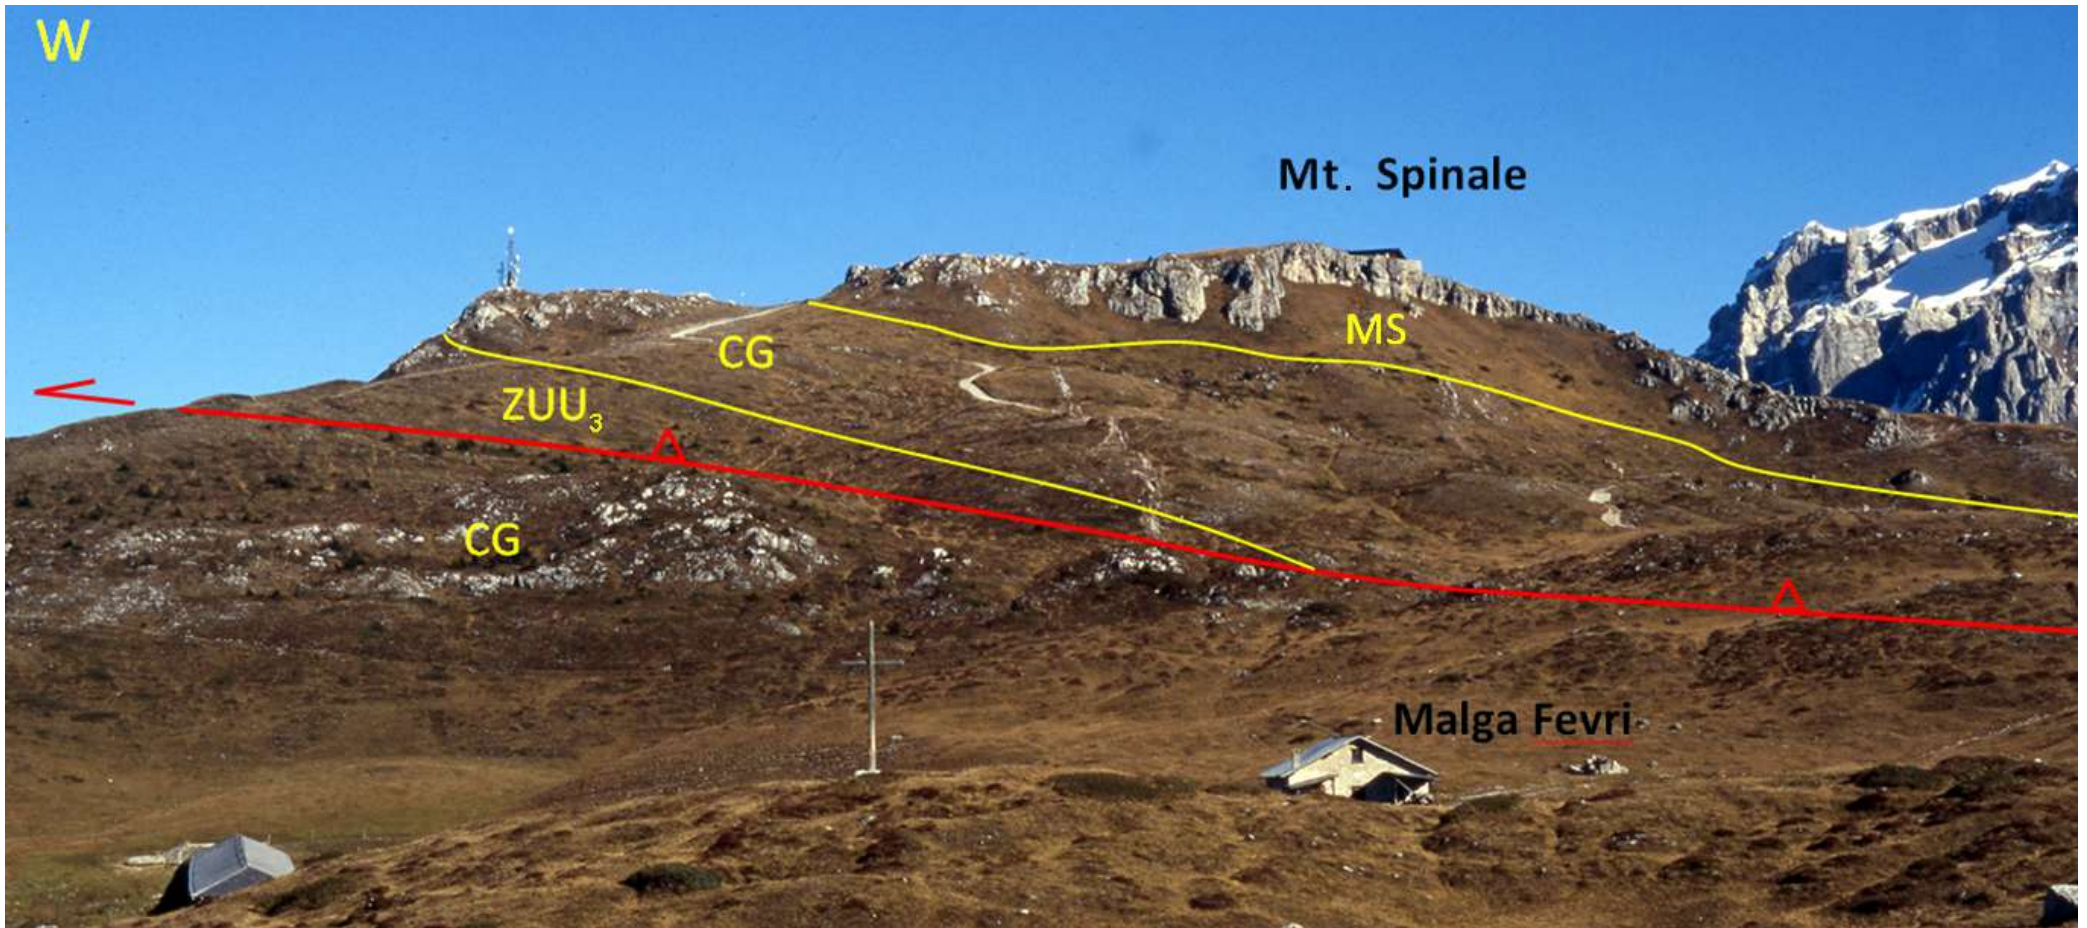 W
Mt. Spinale
MS
CG
ZUU₃
CG
Malga Fevri